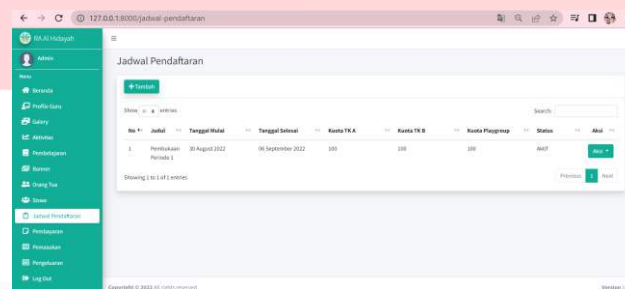 127.0.0.1:8000/jadwal-pendaftaran
RA Al Hidayah
Admin
Menu
Beranda
Profile Guru
Gallery
Aktivitas
Pembelajaran
Banner
Orang Tua
Siswa
Jadwal Pendaftaran
Pembayaran
Pemasukan
Pengeluaran
Log Out
Jadwal Pendaftaran
+Tambah
Show entries
Search:
No Judul Tanggal Mulai Tanggal Selesai Kuota TK A Kuota TK B Kuota Playgroup Status Aksi
1 Pembukaan Periode 1 30 August 2022 06 September 2022 100 100 100 Aktif Aksi
Showing 1 to 1 of 1 entries
Previous 1 Next
Copyright © 2022 All rights reserved.
Version